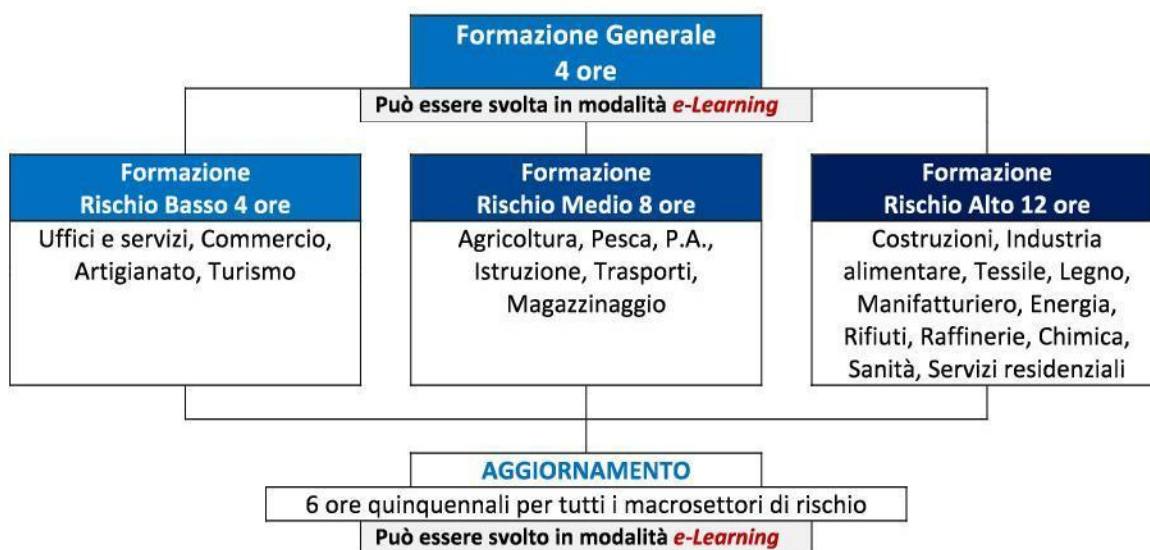 Formazione Generale
4 ore
Può essere svolta in modalità e-Learning
Formazione
Rischio Basso 4 ore
Uffici e servizi, Commercio,
Artigianato, Turismo
Formazione
Rischio Medio 8 ore
Agricoltura, Pesca, P.A.,
Istruzione, Trasporti,
Magazzinaggio
Formazione
Rischio Alto 12 ore
Costruzioni, Industria
alimentare, Tessile, Legno,
Manifatturiero, Energia,
Rifiuti, Raffinerie, Chimica,
Sanità, Servizi residenziali
AGGIORNAMENTO
6 ore quinquennali per tutti i macrosettori di rischio
Può essere svolto in modalità e-Learning